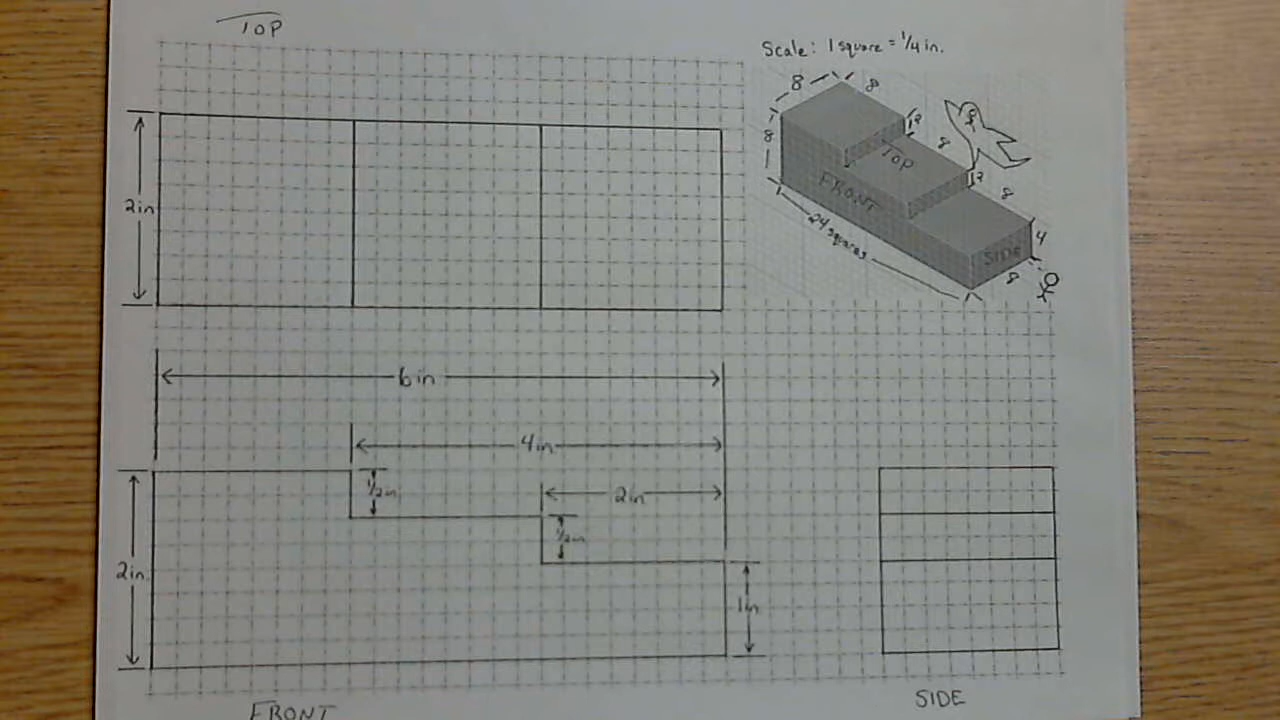 TOP
Scale: 1 square = 1/4 in.
8
8
8
2
8
TOP
2
8
FRONT
24 squares
4
SIDE
8
2in
6in
4in
1/2in
2in
1/2in
2in
1in
FRONT
SIDE